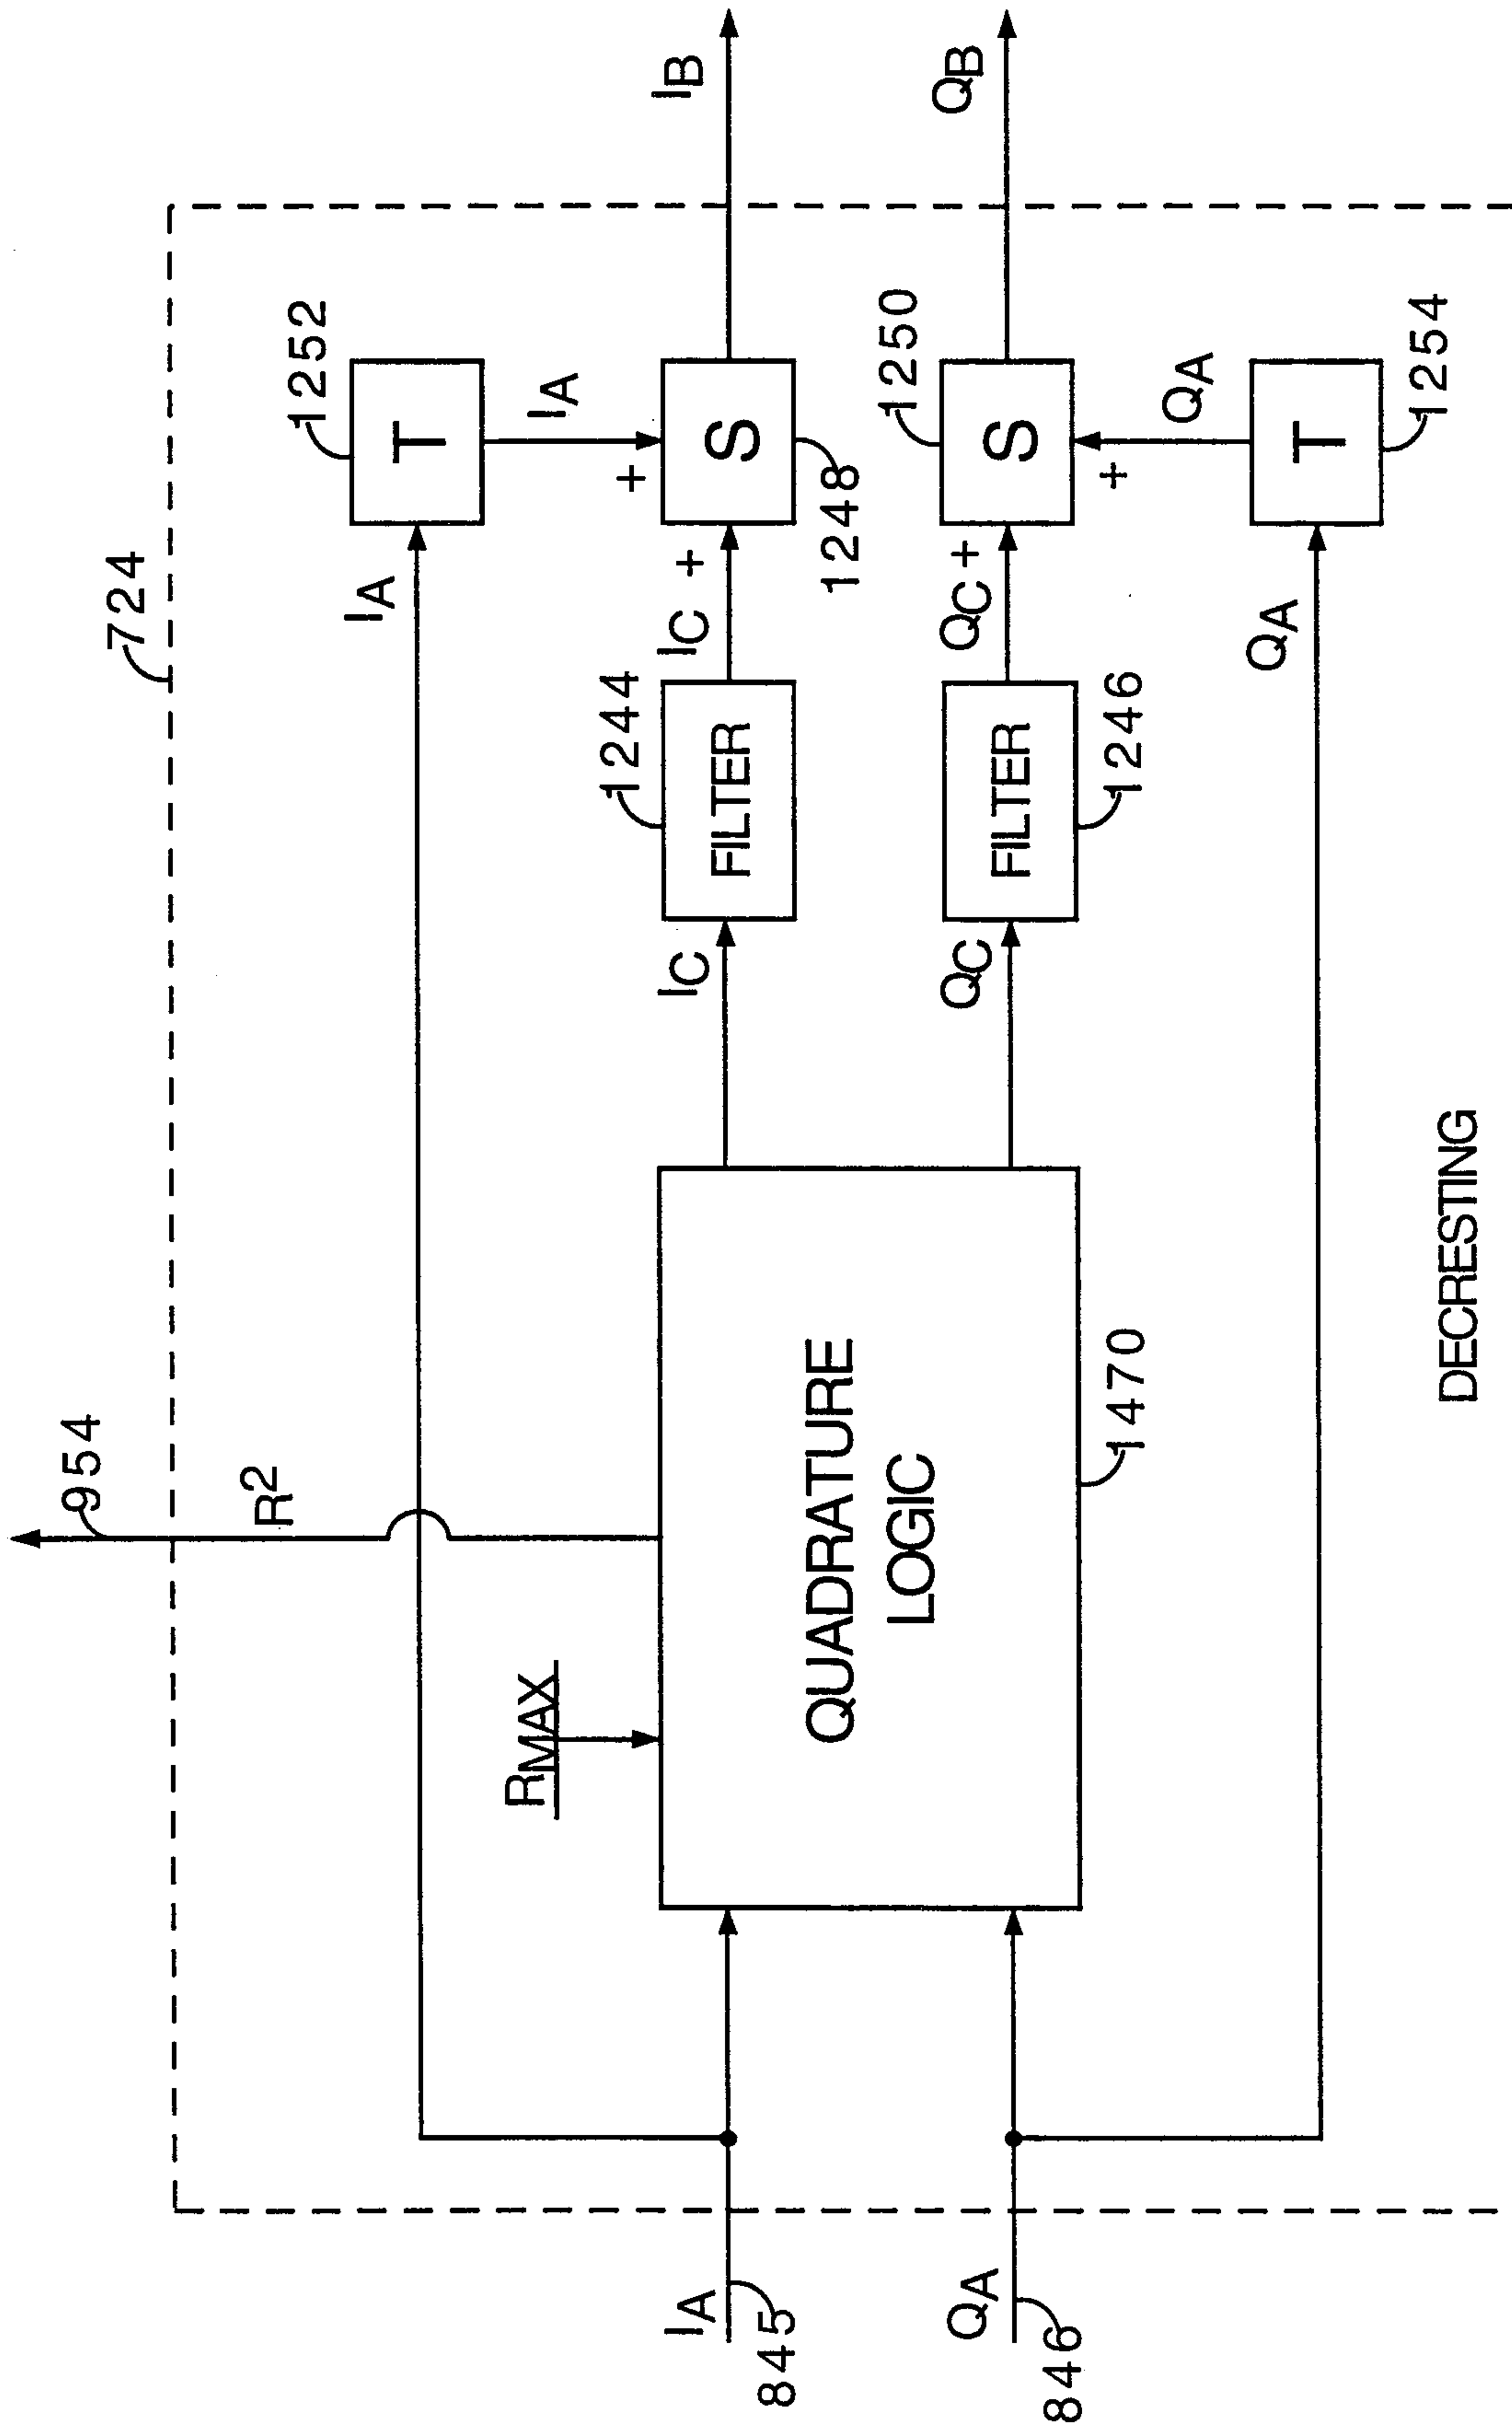 954
724
R²
1252
T
IA
IA
RMAX
+
IA
845
QUADRATURE
LOGIC
1470
IC
1244
FILTER
IC +
S
1248
IB
QA
846
QC
FILTER
1246
QC +
1250
S
QB
+
QA
QA
T
1254
DECRESTING